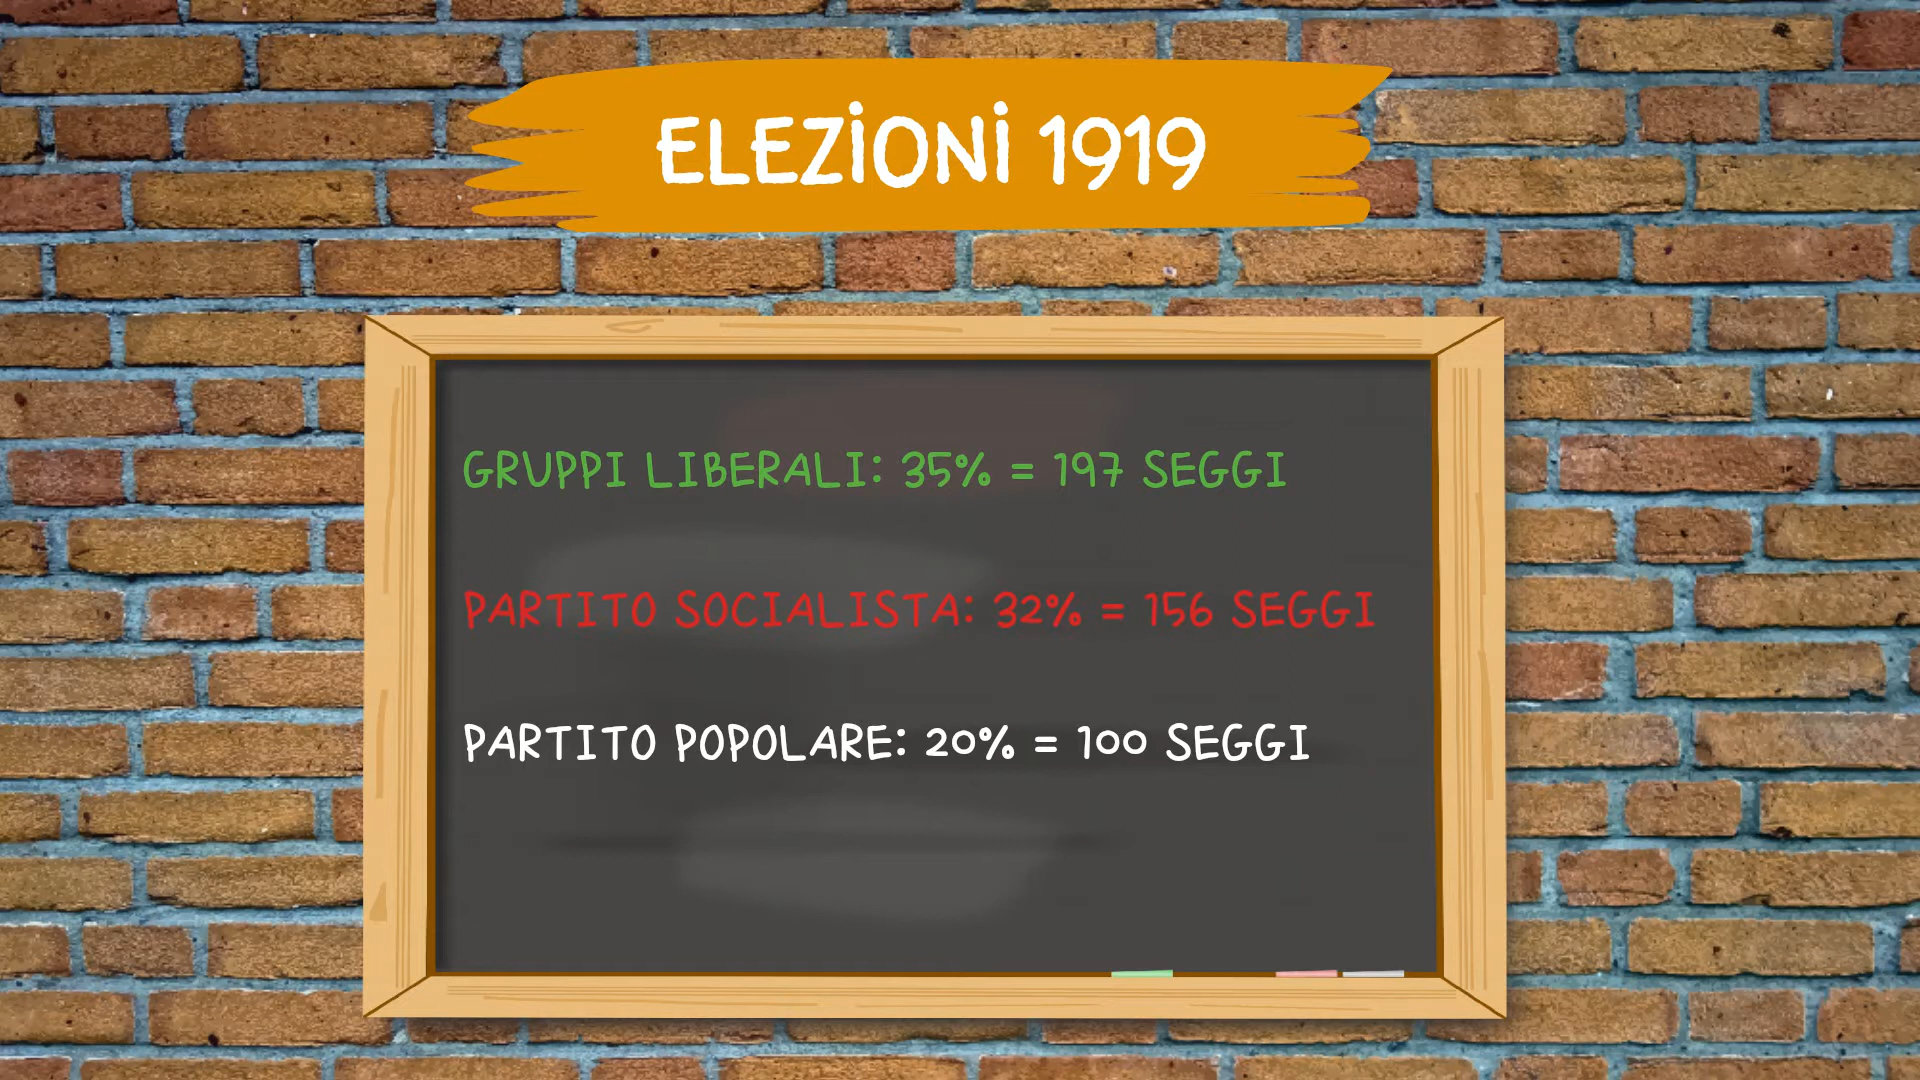 ELEZIONI 1919
GRUPPI LIBERALI: 35% = 197 SEGGI
PARTITO SOCIALISTA: 32% = 156 SEGGI
PARTITO POPOLARE: 20% = 100 SEGGI